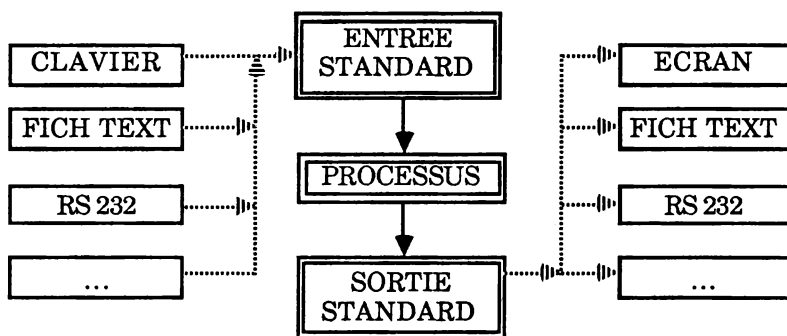 CLAVIER
FICH TEXT
RS 232
...
ENTREE
STANDARD
PROCESSUS
SORTIE
STANDARD
ECRAN
FICH TEXT
RS 232
...